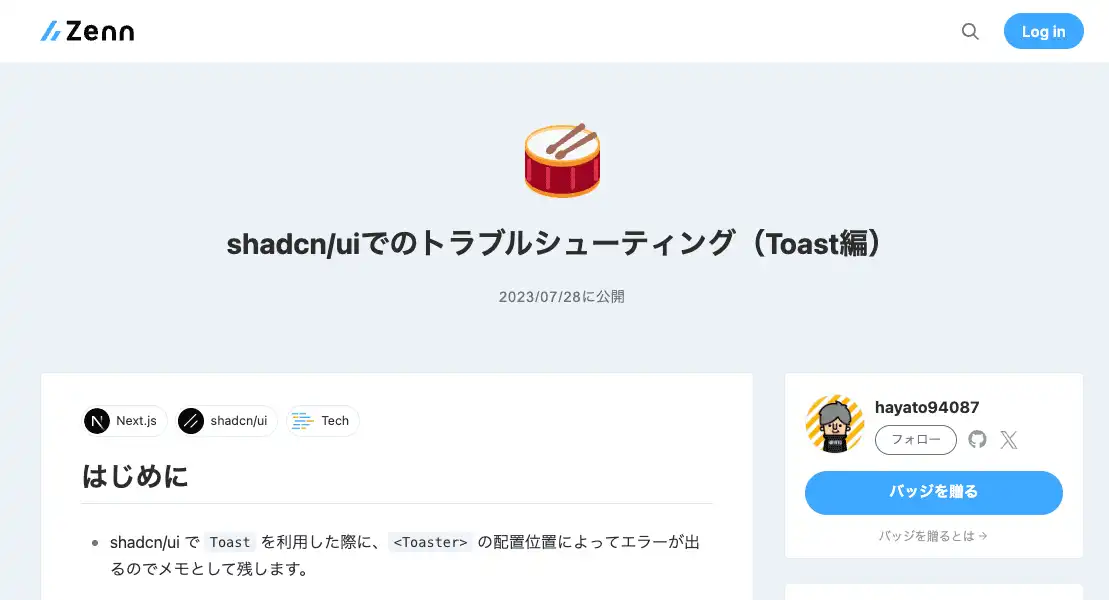 Zenn
Log in
shadcn/uiでのトラブルシューティング（Toast編）
2023/07/28に公開
Next.js
shadcn/ui
Tech
はじめに
shadcn/ui で Toast を利用した際に、 <Toaster> の配置位置によってエラーが出
るのでメモとして残します。
hayato94087
フォロー
バッジを贈る
バッジを贈るとは →